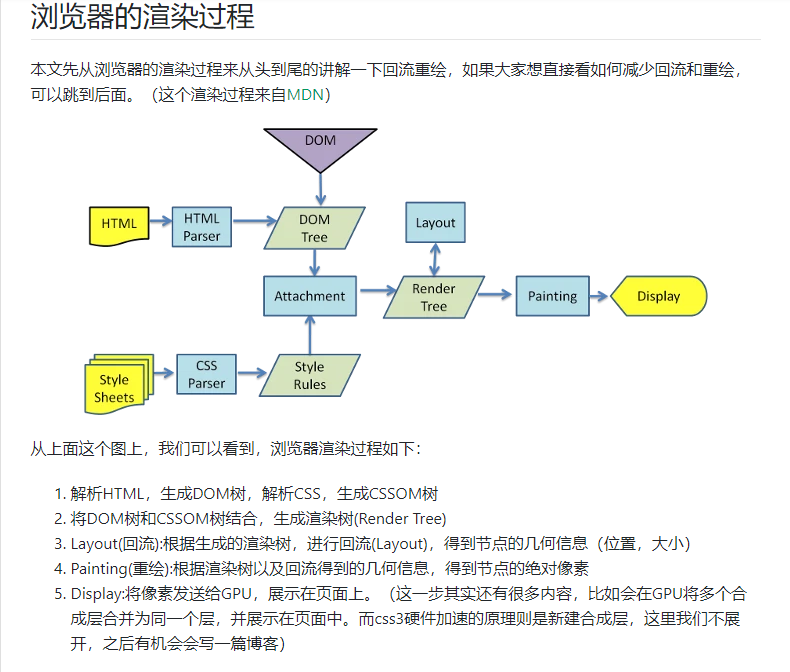 浏览器的渲染过程
本文先从浏览器的渲染过程来从头到尾的讲解一下回流重绘，如果大家想直接看如何减少回流和重绘，
可以跳到后面。（这个渲染过程来自MDN）
DOM
HTML
HTML
Parser
DOM
Tree
Layout
Attachment
Render
Tree
Painting
Display
Style
Sheets
CSS
Parser
Style
Rules
从上面这个图上，我们可以看到，浏览器渲染过程如下：
1. 解析HTML，生成DOM树，解析CSS，生成CSSOM树
2. 将DOM树和CSSOM树结合，生成渲染树(Render Tree)
3. Layout(回流):根据生成的渲染树，进行回流(Layout)，得到节点的几何信息（位置，大小）
4. Painting(重绘):根据渲染树以及回流得到的几何信息，得到节点的绝对像素
5. Display:将像素发送给GPU，展示在页面上。（这一步其实还有很多内容，比如会在GPU将多个合
成层合并为同一个层，并展示在页面中。而css3硬件加速的原理则是新建合成层，这里我们不展
开，之后有机会会写一篇博客）